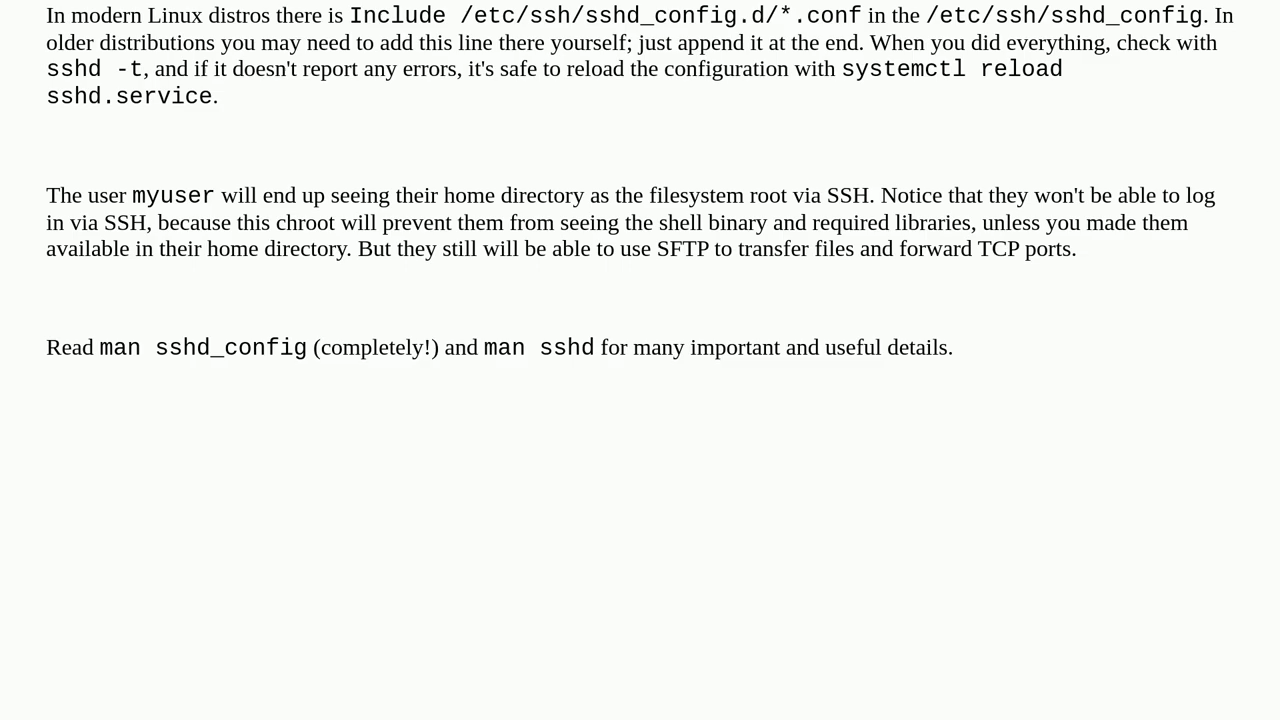 In modern Linux distros there is Include /etc/ssh/sshd_config.d/*.conf in the /etc/ssh/sshd_config. In
older distributions you may need to add this line there yourself; just append it at the end. When you did everything, check with
sshd -t, and if it doesn't report any errors, it's safe to reload the configuration with systemctl reload
sshd.service.
The user myuser will end up seeing their home directory as the filesystem root via SSH. Notice that they won't be able to log
in via SSH, because this chroot will prevent them from seeing the shell binary and required libraries, unless you made them
available in their home directory. But they still will be able to use SFTP to transfer files and forward TCP ports.
Read man sshd_config (completely!) and man sshd for many important and useful details.